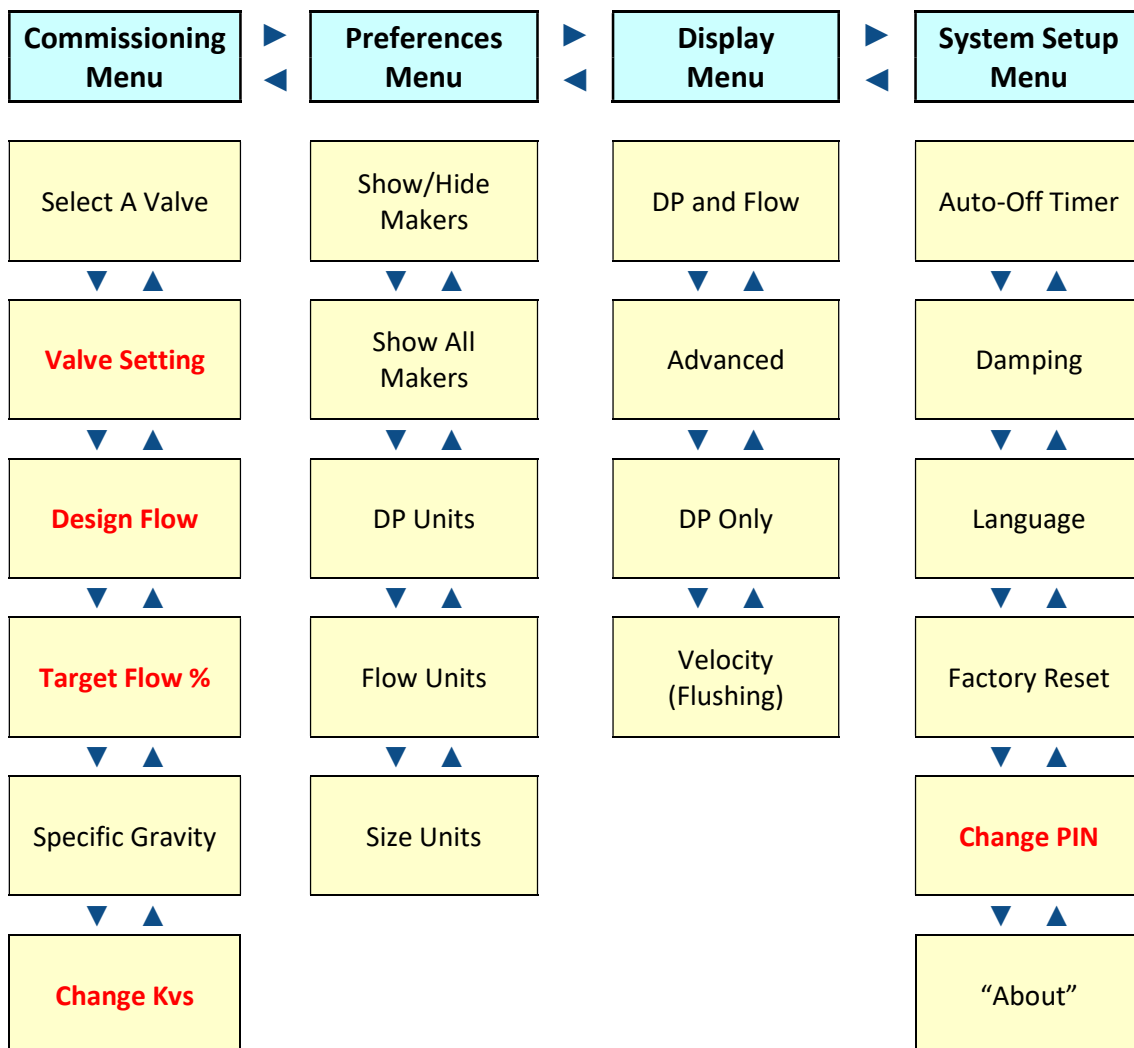 Commissioning
Menu
Preferences
Menu
Display
Menu
System Setup
Menu
Select A Valve
Show/Hide
Makers
DP and Flow
Auto-Off Timer
Valve Setting
Show All
Makers
Advanced
Damping
Design Flow
DP Units
DP Only
Language
Target Flow %
Flow Units
Velocity
(Flushing)
Factory Reset
Specific Gravity
Size Units
Change PIN
Change Kvs
“About”